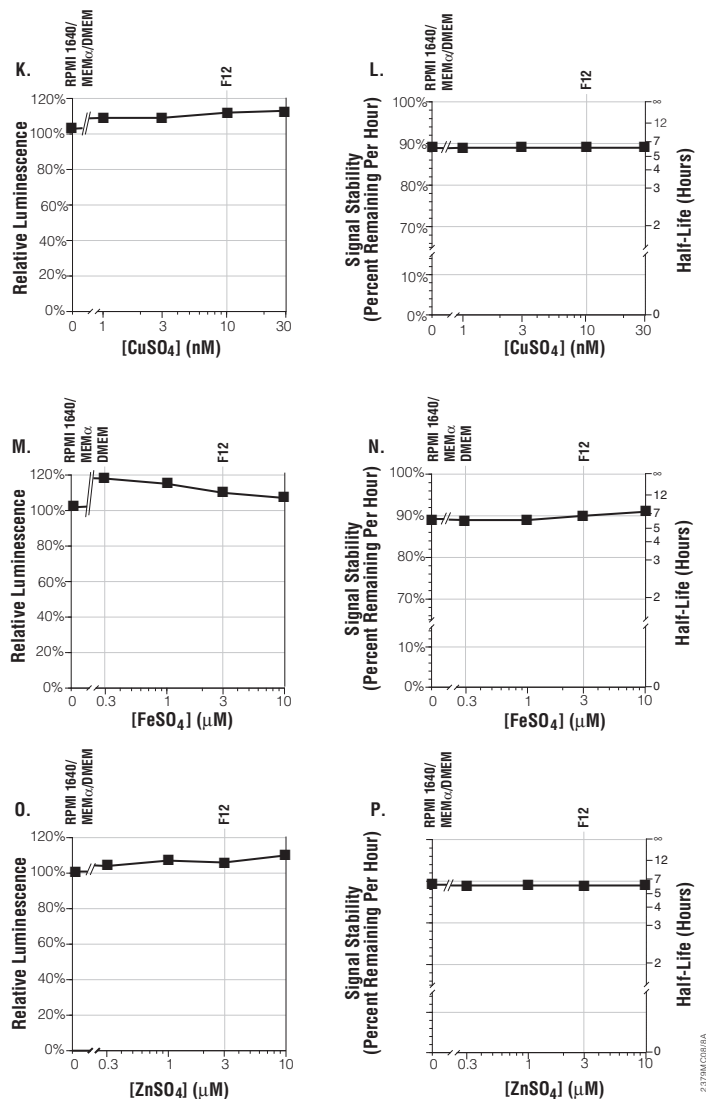 K.
RPMI 1640/
MEMα/DMEM
F12
Relative Luminescence
120%
100%
80%
60%
40%
20%
0%
0 1 3 10 30
[CuSO4] (nM)
L.
RPMI 1640/
MEMα/DMEM
F12
Signal Stability
(Percent Remaining Per Hour)
100%
90%
80%
70%
10%
0%
0 1 3 10 30
[CuSO4] (nM)
∞
12
7
5
4
3
2
0
Half-Life (Hours)
M.
RPMI 1640/
MEMα
DMEM
F12
Relative Luminescence
120%
100%
80%
60%
40%
20%
0%
0 0.3 1 3 10
[FeSO4] (μM)
N.
RPMI 1640/
MEMα
DMEM
F12
Signal Stability
(Percent Remaining Per Hour)
100%
90%
80%
70%
10%
0%
0 0.3 1 3 10
[FeSO4] (μM)
∞
12
7
5
4
3
2
0
Half-Life (Hours)
O.
RPMI 1640/
MEMα/DMEM
F12
Relative Luminescence
120%
100%
80%
60%
40%
20%
0%
0 0.3 1 3 10
[ZnSO4] (μM)
P.
RPMI 1640/
MEMα/DMEM
F12
Signal Stability
(Percent Remaining Per Hour)
0 0.3 1 3 10
[ZnSO4] (μM)
∞
12
7
5
4
3
2
0
Half-Life (Hours)
2379MC08/8A